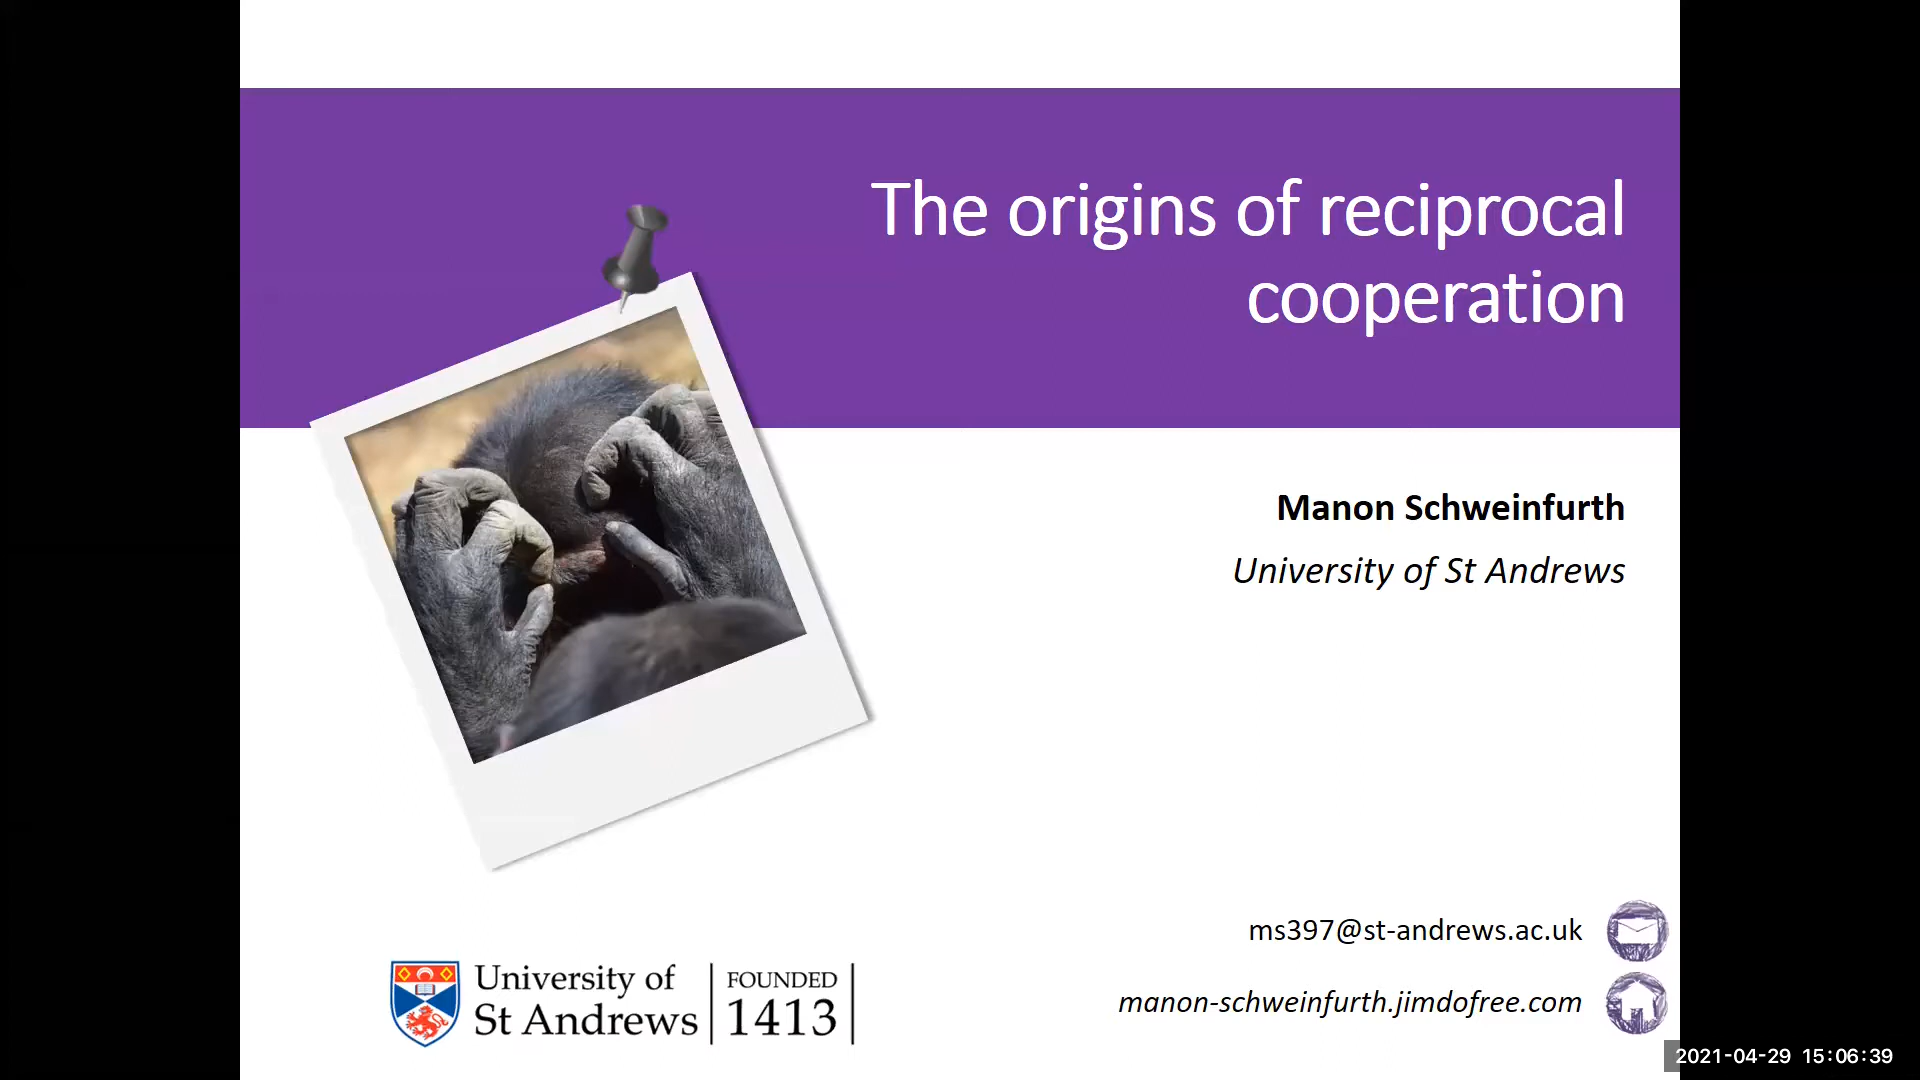 The origins of reciprocal
cooperation
Manon Schweinfurth
University of St Andrews
ms397@st-andrews.ac.uk
manon-schweinfurth.jimdofree.com
University of
St Andrews
FOUNDED
1413
2021-04-29 15:06:39